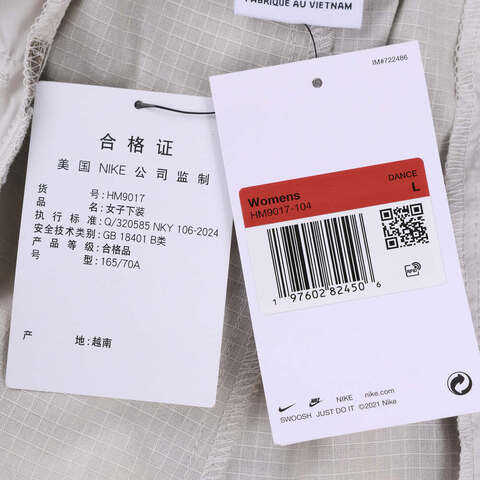 FABRIQUÉ AU VIETNAM
合格证
美国 NIKE 公司监制
货号: HM9017
品名: 女子下装
执行标准: Q/320585 NKY 106-2024
安全技术类别: GB 18401 B类
产品等级: 合格品
号型: 165/70A
产地: 越南
IM#722486
DANCE
Womens L
HM9017-104
1 97602 82450 6
RFID
NIKE nike.com
SWOOSH JUST DO IT ©2021 Nike